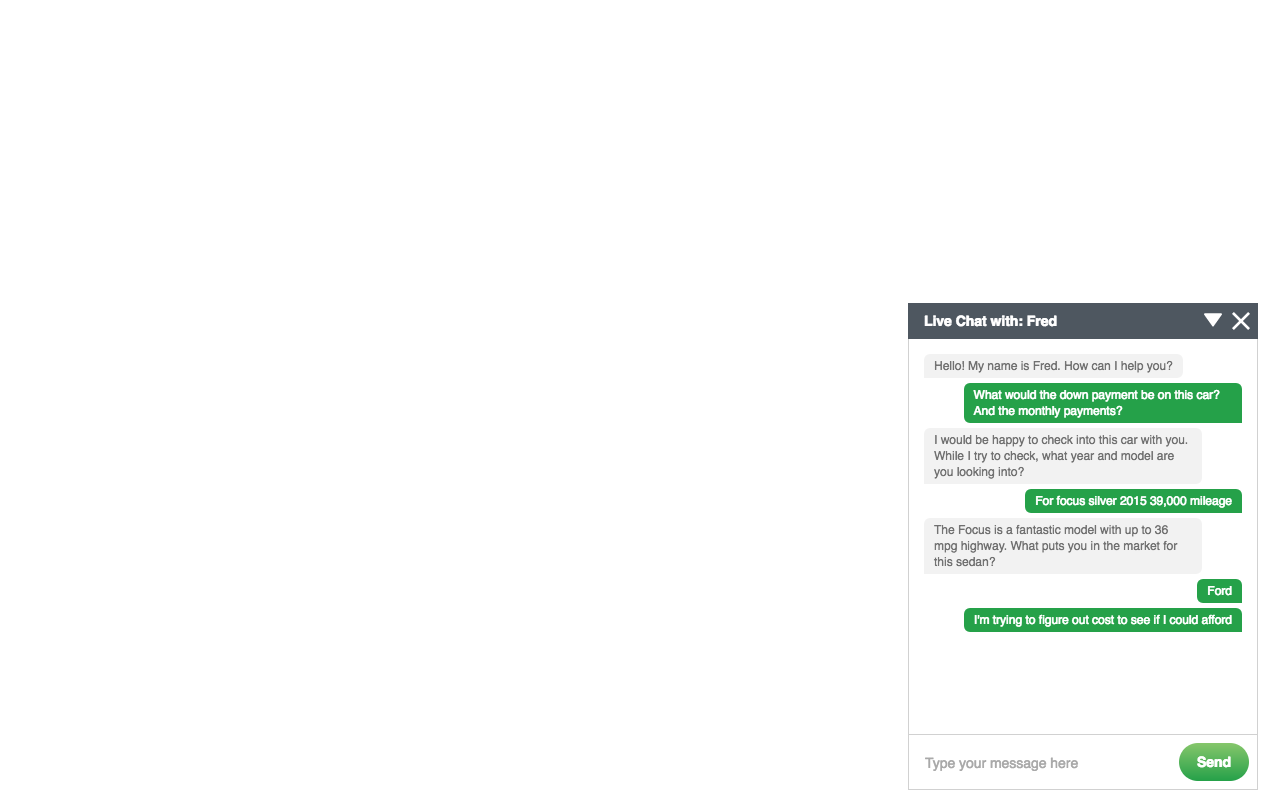 Live Chat with: Fred
Hello! My name is Fred. How can I help you?
What would the down payment be on this car?
And the monthly payments?
I would be happy to check into this car with you.
While I try to check, what year and model are
you looking into?
For focus silver 2015 39,000 mileage
The Focus is a fantastic model with up to 36
mpg highway. What puts you in the market for
this sedan?
Ford
I'm trying to figure out cost to see if I could afford
Type your message here
Send